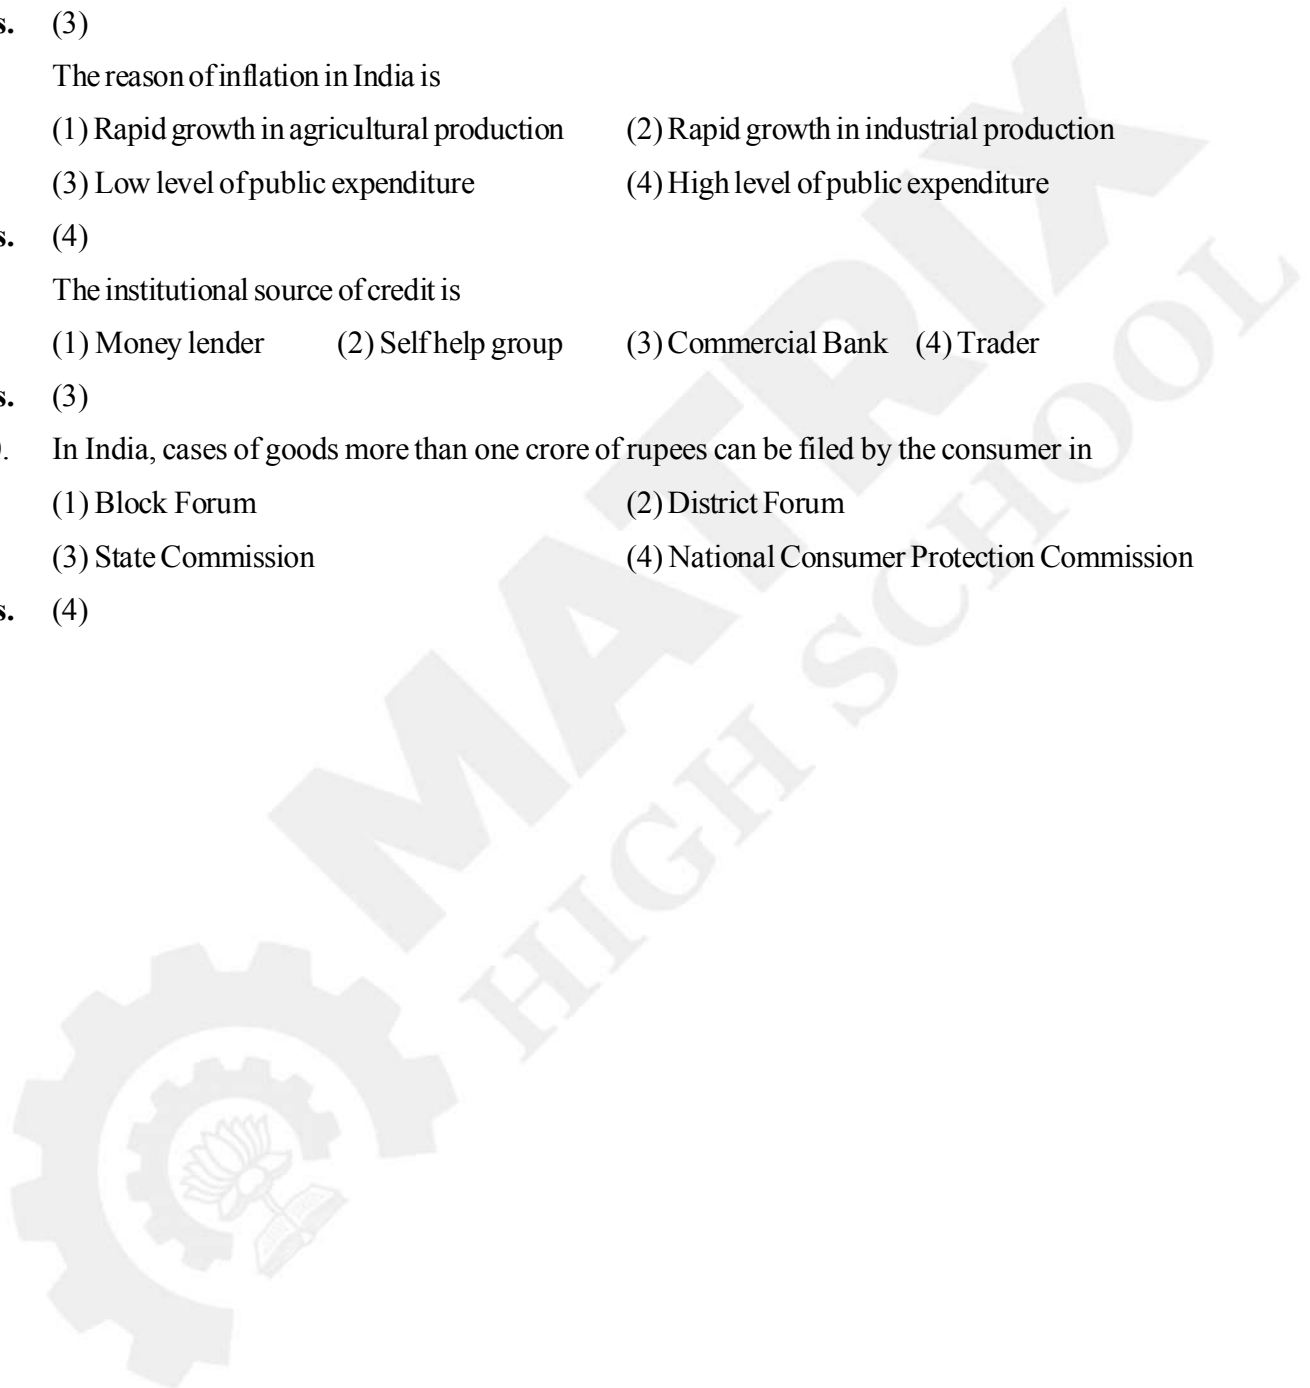 s. (3)
The reason of inflation in India is
(1) Rapid growth in agricultural production (2) Rapid growth in industrial production
(3) Low level of public expenditure (4) High level of public expenditure
s. (4)
The institutional source of credit is
(1) Money lender (2) Self help group (3) Commercial Bank (4) Trader
s. (3)
. In India, cases of goods more than one crore of rupees can be filed by the consumer in
(1) Block Forum (2) District Forum
(3) State Commission (4) National Consumer Protection Commission
s. (4)
MATRIX
HIGH SCHOOL